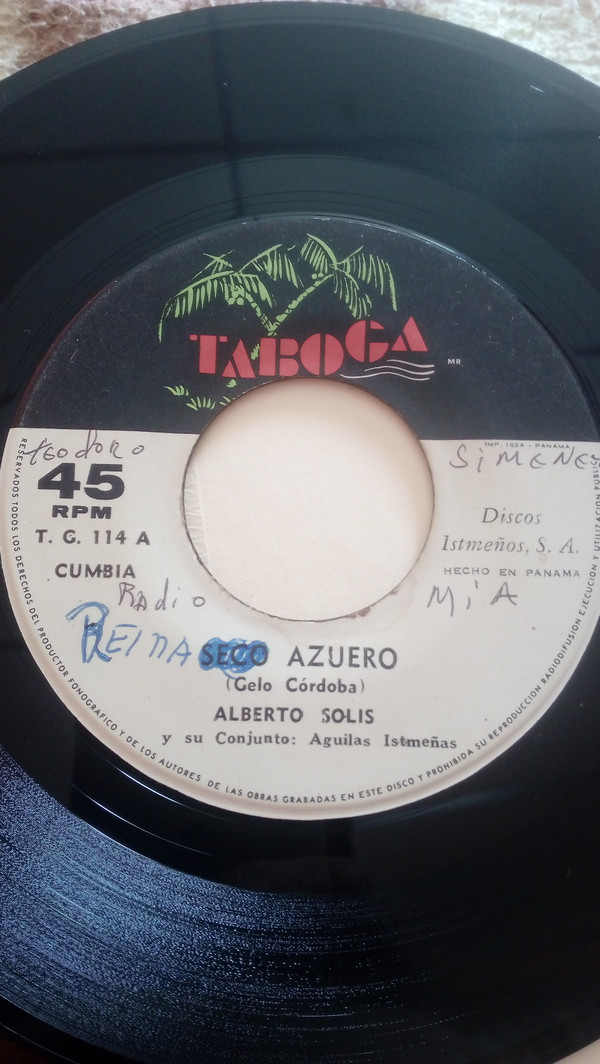 TABOGA
MR
IMP. ISSA - PANAMA
teodoro
SiMENEZ
45
RPM
T. G. 114 A
CUMBIA
Discos
Istmeños, S. A.
HECHO EN PANAMA
Radio
MiA
REINA
SECO AZUERO
(Gelo Córdoba)
ALBERTO SOLIS
y su Conjunto: Aguilas Istmeñas
RESERVADOS TODOS LOS DERECHOS DEL PRODUCTOR FONOGRAFICO Y DE LOS AUTORES DE LAS OBRAS GRABADAS EN ESTE DISCO Y PROHIBIDA SU REPRODUCCION RADIODIFUSION EJECUCION Y UTILIZACION PUBLIC